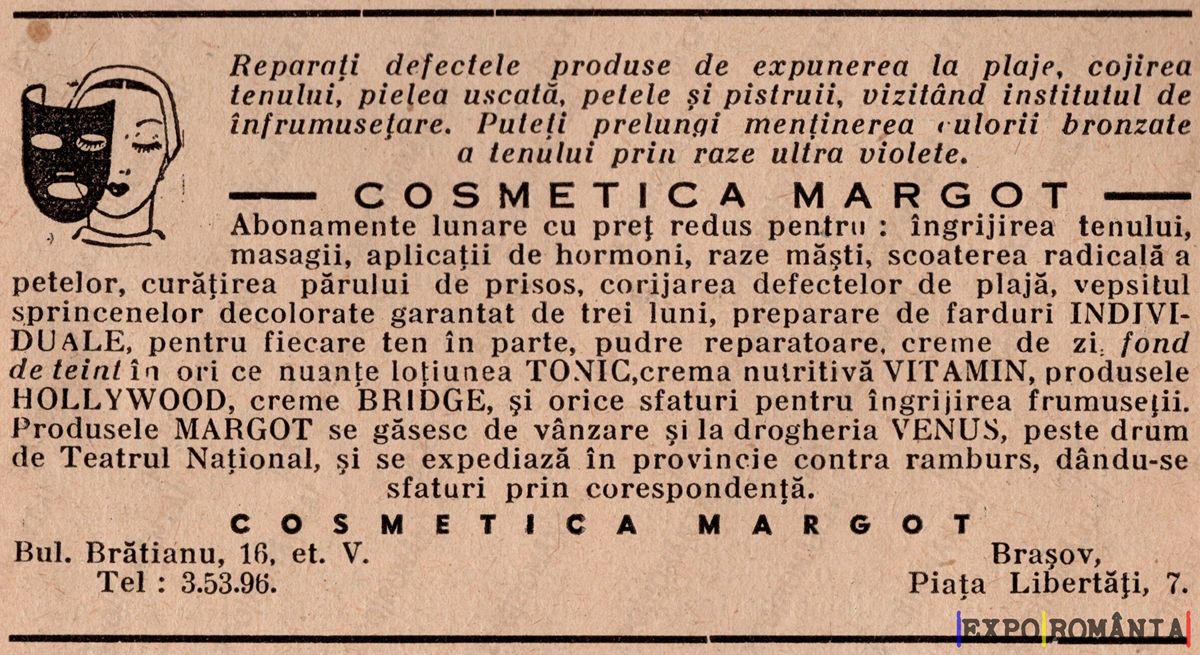 Reparați defectele produse de expunerea la plaje, cojirea
tenului, pielea uscată, petele și pistruii, vizitând institutul de
înfrumusețare. Puteți prelungi menținerea culorii bronzate
a tenului prin raze ultra violete.
COSMETICA MARGOT
Abonamente lunare cu preț redus pentru : îngrijirea tenului,
masagii, aplicații de hormoni, raze măști, scoaterea radicală a
petelor, curățirea părului de prisos, corijarea defectelor de plajă, vepsitul
sprincenelor decolorate garantat de trei luni, preparare de farduri INDIVI-
DUALE, pentru fiecare ten în parte, pudre reparatoare, creme de zi, fond
de teint în ori ce nuanțe loțiunea TONIC,crema nutritivă VITAMIN, produsele
HOLLYWOOD, creme BRIDGE, și orice sfaturi pentru îngrijirea frumuseții.
Produsele MARGOT se găsesc de vânzare și la drogheria VENUS, peste drum
de Teatrul Național, și se expediază în provincie contra ramburs, dându-se
sfaturi prin corespondență.
COSMETICA MARGOT
Bul. Brătianu, 16, et. V. Brașov,
Tel : 3.53.96. Piața Libertăți, 7.
EXPO ROMÂNIA